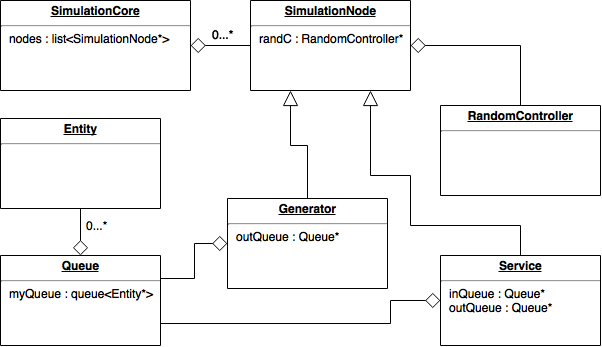 SimulationCore
nodes : list<SimulationNode*>
0...*
SimulationNode
randC : RandomController*
RandomController
Entity
0...*
Generator
outQueue : Queue*
Queue
myQueue : queue<Entity*>
Service
inQueue : Queue*
outQueue : Queue*